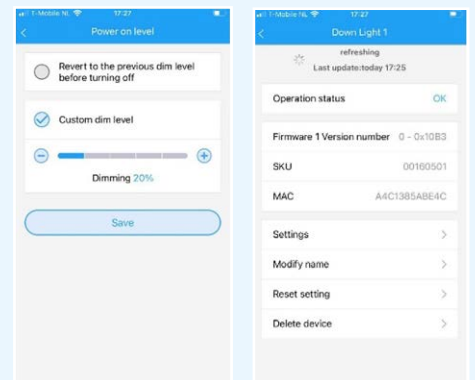 T-Mobile NL 17:27
Power on level
Revert to the previous dim level
before turning off
Custom dim level
Dimming 20%
Save
T-Mobile NL 17:27
Down Light 1
refreshing
Last update:today 17:25
Operation status OK
Firmware 1 Version number 0 - 0x10B3
SKU 00160501
MAC A4C1385ABE4C
Settings
Modify name
Reset setting
Delete device